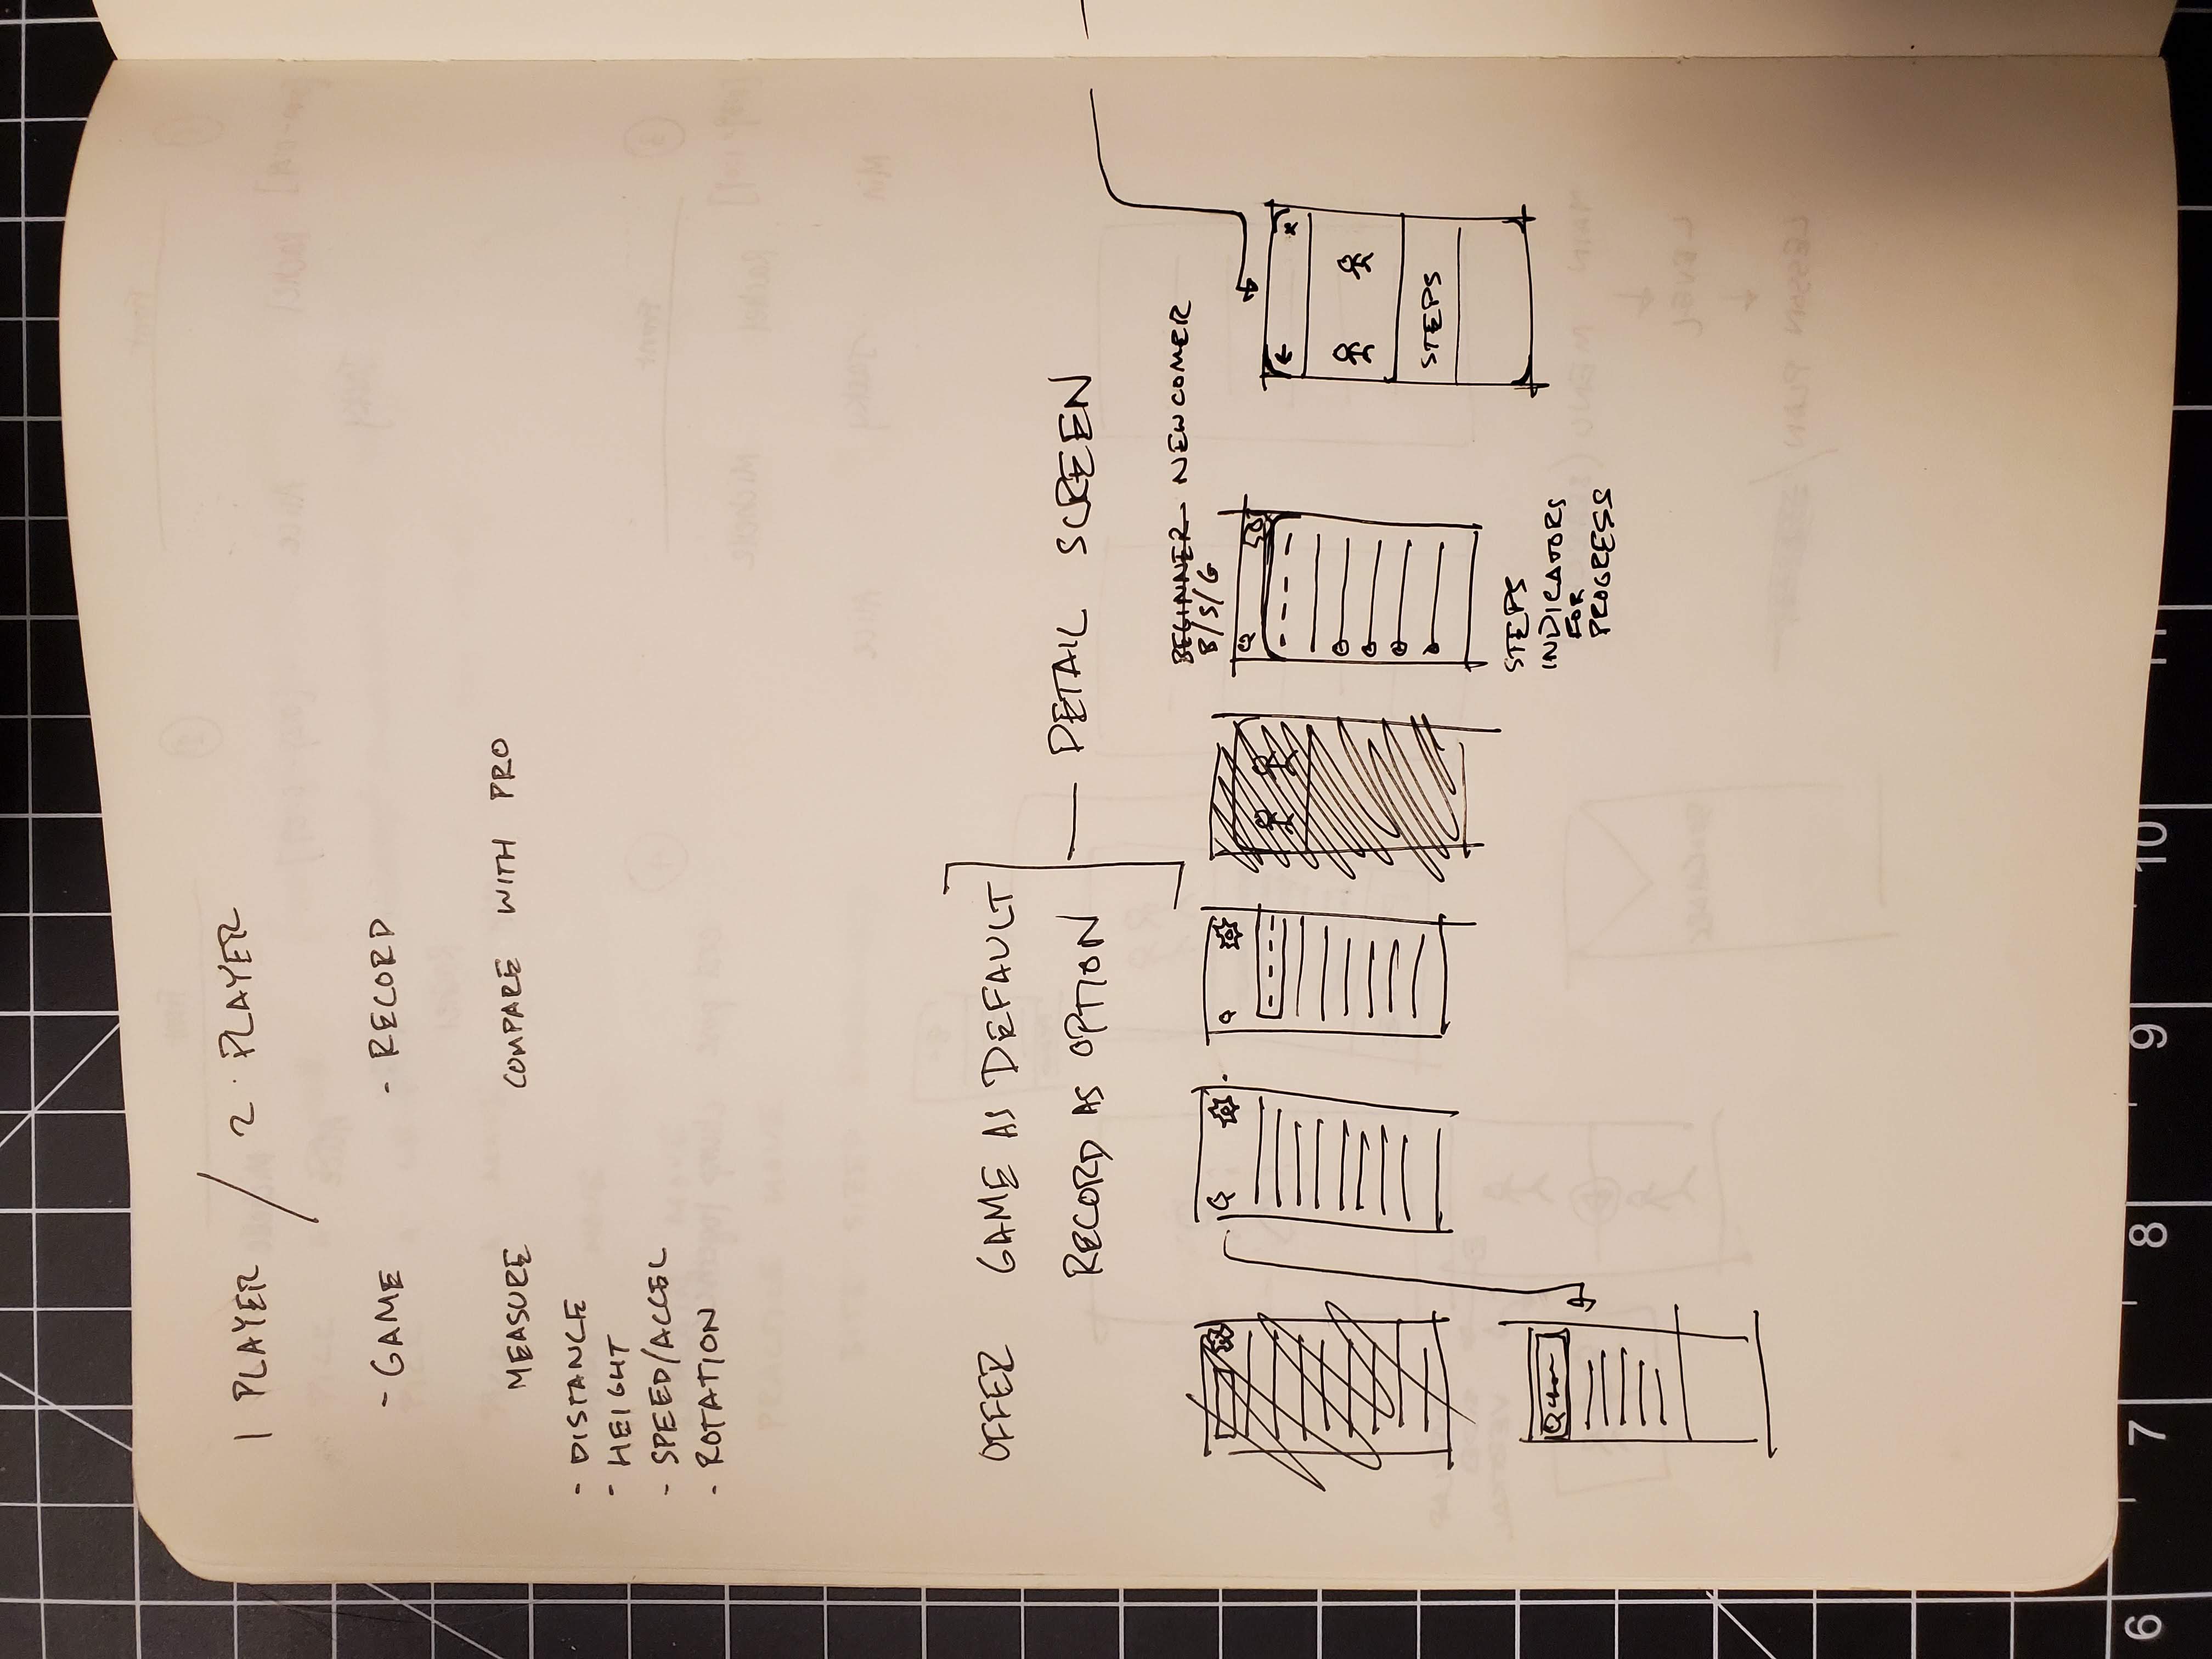 1 PLAYER / 2 PLAYER
- GAME - RECORD
MEASURE COMPARE WITH PRO
- DISTANCE
- HEIGHT
- SPEED/ACCEL
- ROTATION
OFFER GAME AS DEFAULT
RECORD AS OPTION
DETAIL SCREEN
BEGINNER NEWCOMER
B/S/G
STEPS
STEPS
INDICATORS
FOR
PROGRESS
6 7 8 9 10 11